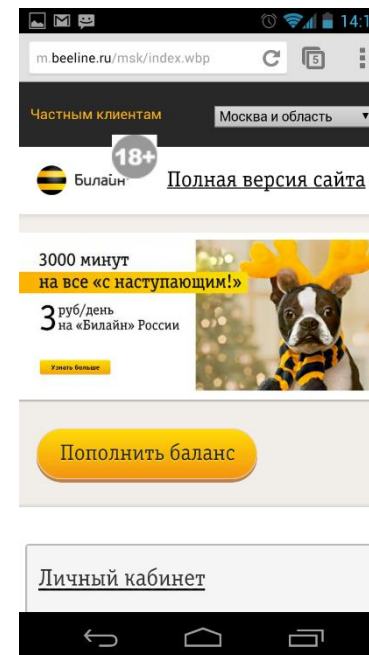 14:1
m.beeline.ru/msk/index.wbp
5
Частным клиентам
Москва и область
18+
Билайн
Полная версия сайта
3000 минут
на все «с наступающим!»
3 руб/день
на «Билайн» России
Узнать больше
Пополнить баланс
Личный кабинет